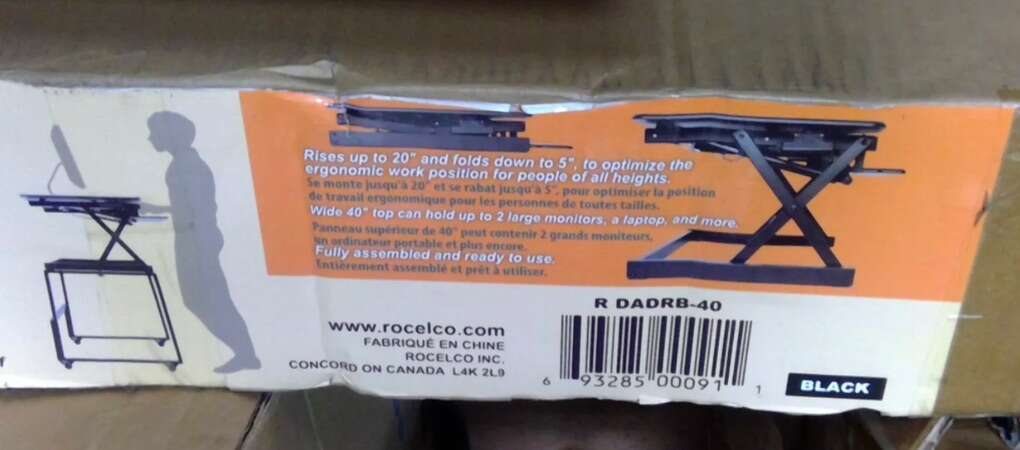 Rises up to 20" and folds down to 5", to optimize the
ergonomic work position for people of all heights.
Se monte jusqu'à 20" et se rabat jusqu'à 5", pour optimiser la position
de travail ergonomique pour les personnes de toutes tailles.
Wide 40" top can hold up to 2 large monitors, a laptop, and more.
Panneau supérieur de 40" peut contenir 2 grands moniteurs,
un ordinateur portable et plus encore.
Fully assembled and ready to use.
Entièrement assemblé et prêt à utiliser.
R DADRB-40
www.rocelco.com
FABRIQUÉ EN CHINE
ROCELCO INC.
CONCORD ON CANADA L4K 2L9
6 93285 00091 1
BLACK